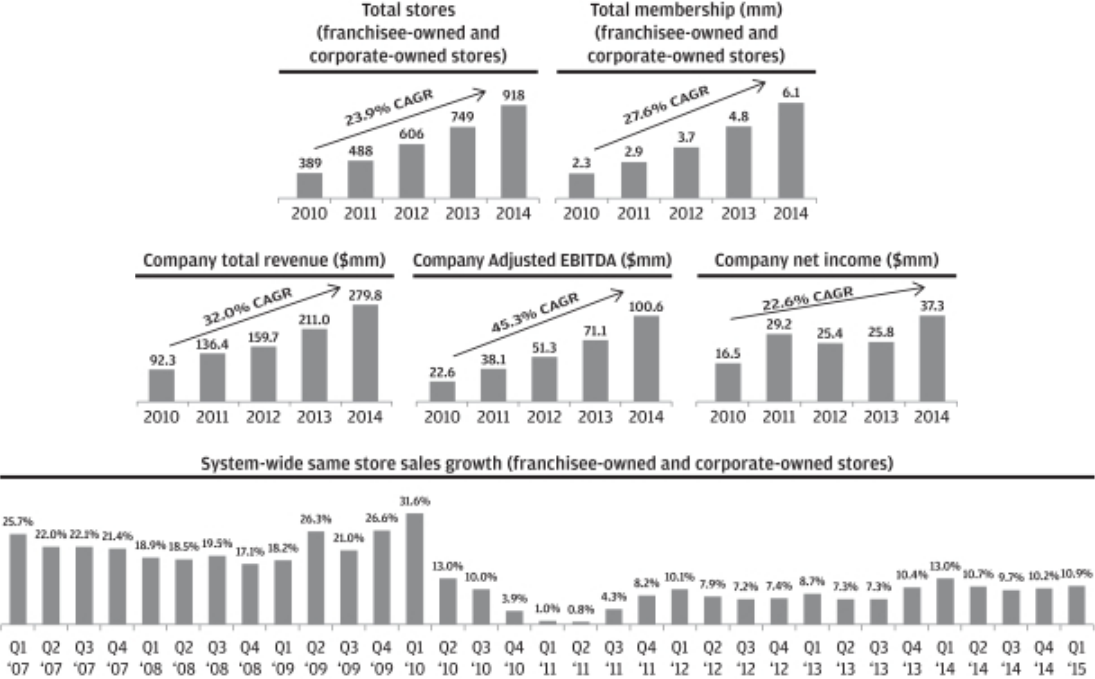 Total stores
(franchisee-owned and
corporate-owned stores)
23.9% CAGR
389
488
606
749
918
2010 2011 2012 2013 2014
Total membership (mm)
(franchisee-owned and
corporate-owned stores)
27.6% CAGR
2.3
2.9
3.7
4.8
6.1
2010 2011 2012 2013 2014
Company total revenue ($mm)
32.0% CAGR
92.3
136.4
159.7
211.0
279.8
2010 2011 2012 2013 2014
Company Adjusted EBITDA ($mm)
45.3% CAGR
22.6
38.1
51.3
71.1
100.6
2010 2011 2012 2013 2014
Company net income ($mm)
22.6% CAGR
16.5
29.2
25.4
25.8
37.3
2010 2011 2012 2013 2014
System-wide same store sales growth (franchisee-owned and corporate-owned stores)
25.7% 22.0% 22.1% 21.4% 18.9% 18.5% 19.5% 17.1% 18.2% 26.3% 21.0% 26.6% 31.6% 13.0% 10.0% 3.9% 1.0% 0.8% 4.3% 8.2% 10.1% 7.9% 7.2% 7.4% 8.7% 7.3% 7.3% 10.4% 13.0% 10.7% 9.7% 10.2% 10.9%
Q1 Q2 Q3 Q4 Q1 Q2 Q3 Q4 Q1 Q2 Q3 Q4 Q1 Q2 Q3 Q4 Q1 Q2 Q3 Q4 Q1 Q2 Q3 Q4 Q1 Q2 Q3 Q4 Q1 Q2 Q3 Q4 Q1
'07 '07 '07 '07 '08 '08 '08 '08 '09 '09 '09 '09 '10 '10 '10 '10 '11 '11 '11 '11 '12 '12 '12 '12 '13 '13 '13 '13 '14 '14 '14 '14 '15